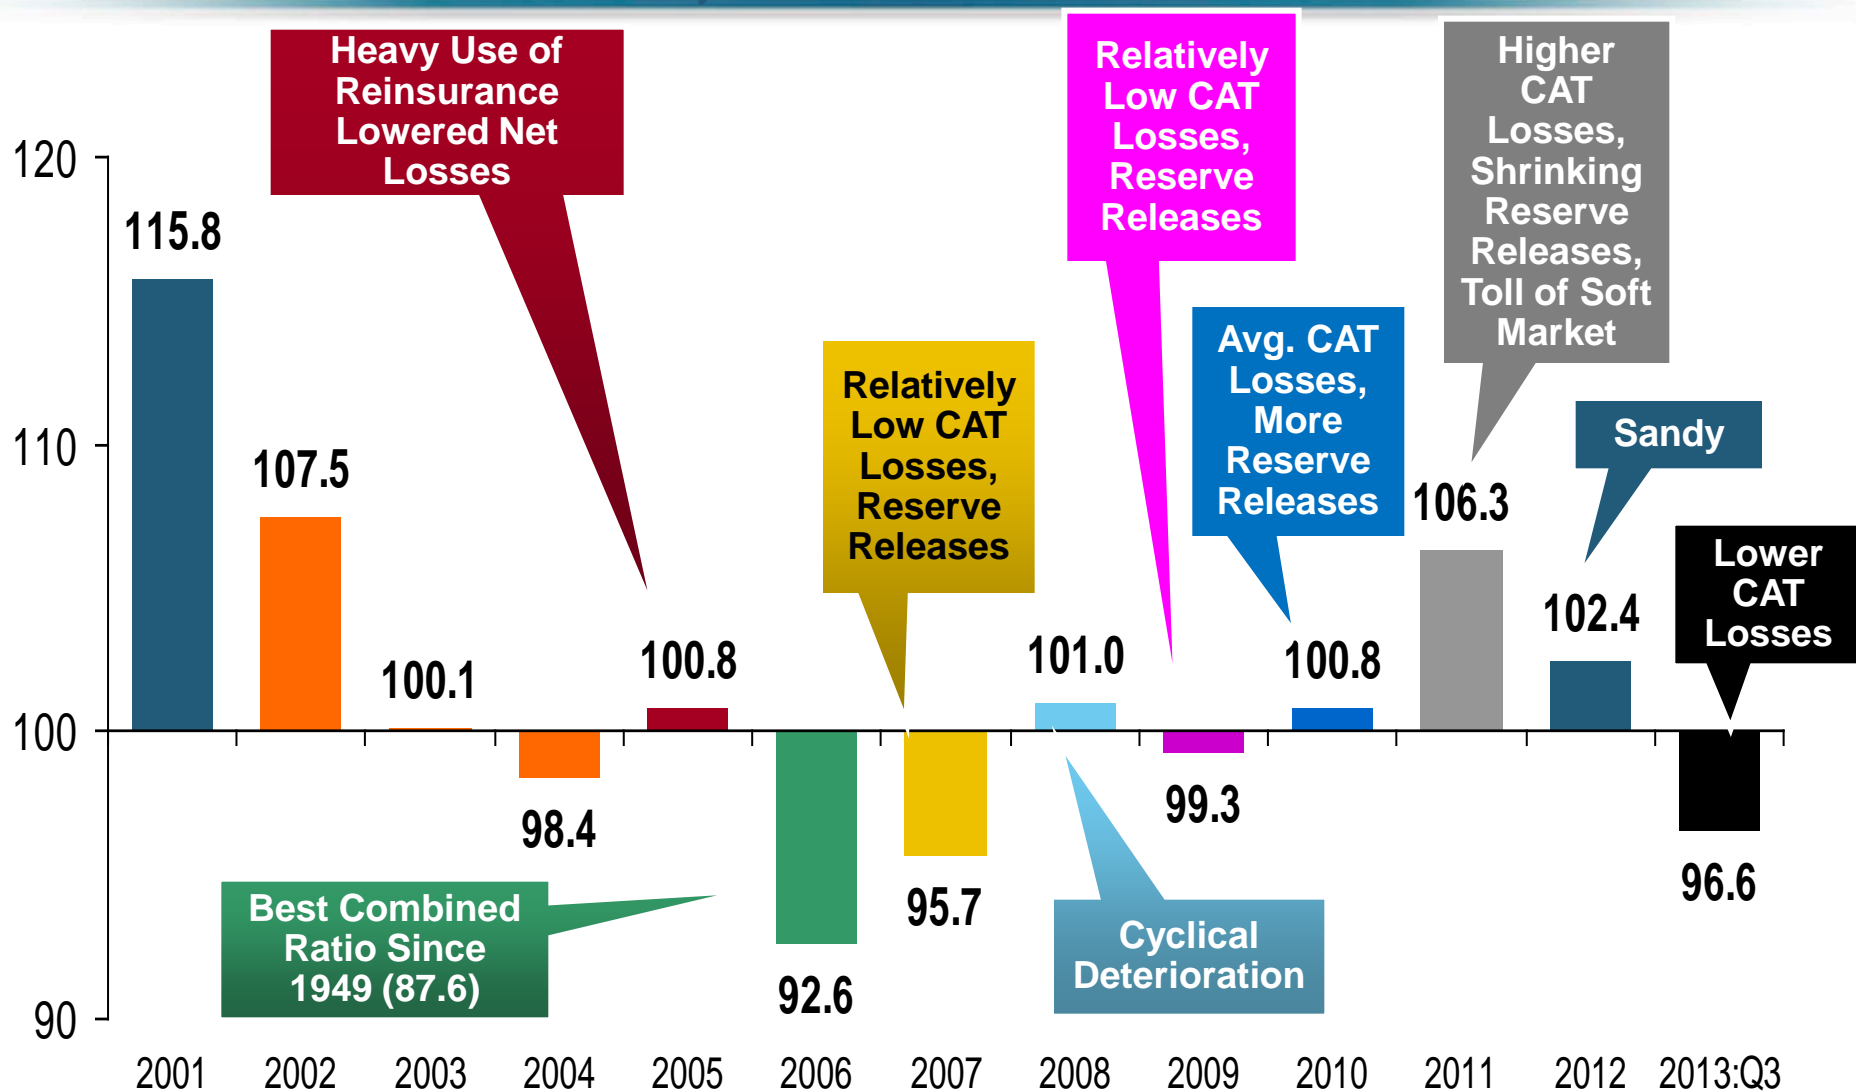 Heavy Use of
Reinsurance
Lowered Net
Losses
Relatively
Low CAT
Losses,
Reserve
Releases
Higher
CAT
Losses,
Shrinking
Reserve
Releases,
Toll of Soft
Market
Relatively
Low CAT
Losses,
Reserve
Releases
Avg. CAT
Losses,
More
Reserve
Releases
Sandy
Lower
CAT
Losses
Best Combined
Ratio Since
1949 (87.6)
Cyclical
Deterioration
120
110
100
90
115.8
107.5
100.1
98.4
100.8
92.6
95.7
101.0
99.3
100.8
106.3
102.4
96.6
2001 2002 2003 2004 2005 2006 2007 2008 2009 2010 2011 2012 2013:Q3